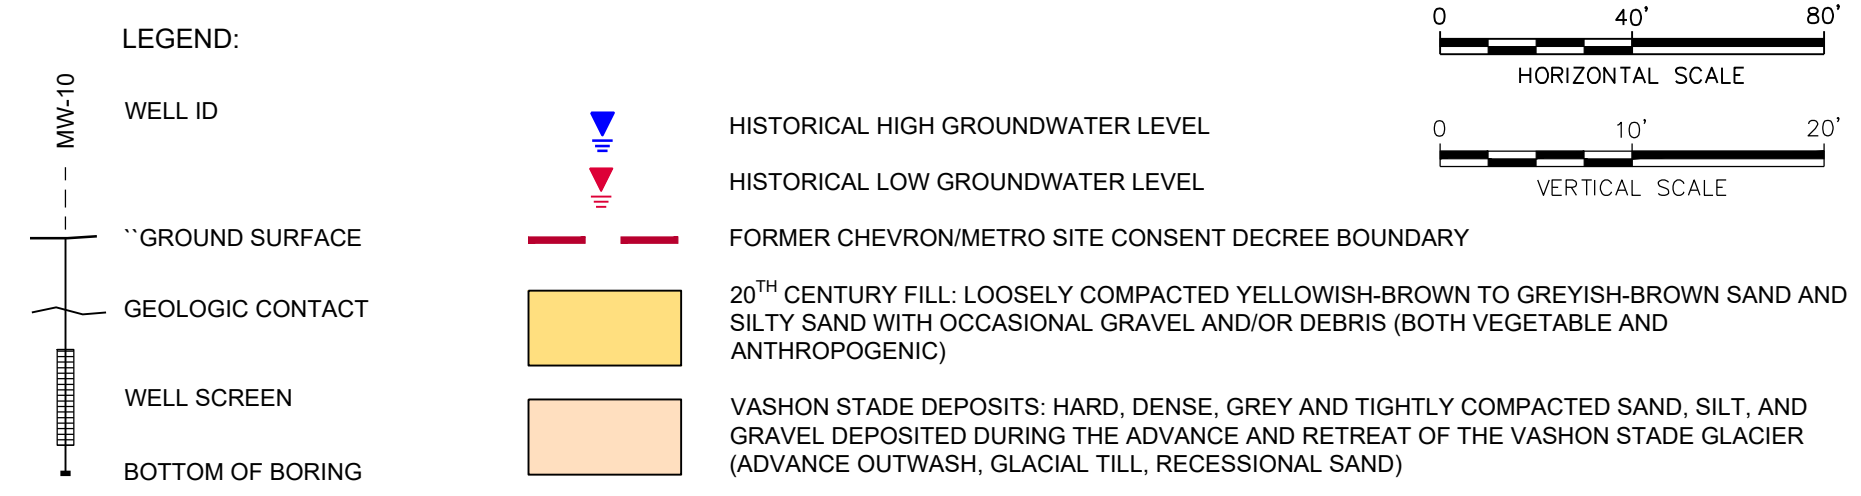 LEGEND:
MW-10
WELL ID
``GROUND SURFACE
GEOLOGIC CONTACT
WELL SCREEN
BOTTOM OF BORING
HISTORICAL HIGH GROUNDWATER LEVEL
HISTORICAL LOW GROUNDWATER LEVEL
FORMER CHEVRON/METRO SITE CONSENT DECREE BOUNDARY
20TH CENTURY FILL: LOOSELY COMPACTED YELLOWISH-BROWN TO GREYISH-BROWN SAND AND
SILTY SAND WITH OCCASIONAL GRAVEL AND/OR DEBRIS (BOTH VEGETABLE AND
ANTHROPOGENIC)
VASHON STADE DEPOSITS: HARD, DENSE, GREY AND TIGHTLY COMPACTED SAND, SILT, AND
GRAVEL DEPOSITED DURING THE ADVANCE AND RETREAT OF THE VASHON STADE GLACIER
(ADVANCE OUTWASH, GLACIAL TILL, RECESSIONAL SAND)
0 40' 80'
HORIZONTAL SCALE
0 10' 20'
VERTICAL SCALE